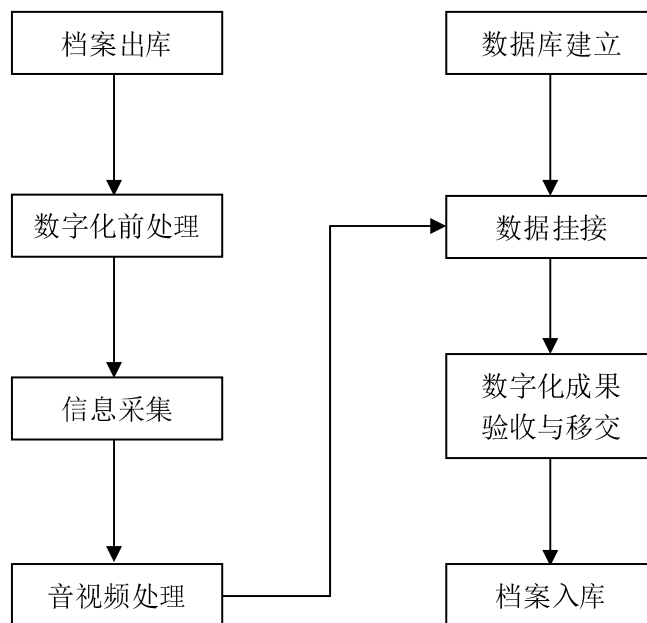 档案出库
数字化前处理
信息采集
音视频处理
数据库建立
数据挂接
数字化成果
验收与移交
档案入库